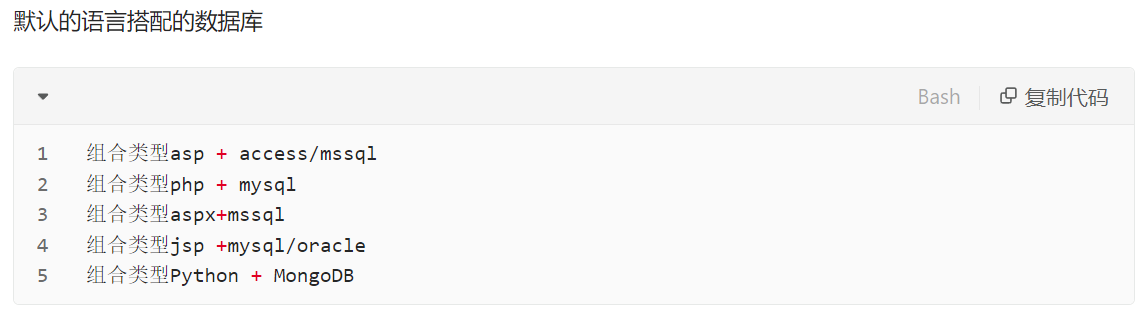 默认的语言搭配的数据库
Bash 复制代码
1 组合类型asp + access/mssql
2 组合类型php + mysql
3 组合类型aspx+mssql
4 组合类型jsp +mysql/oracle
5 组合类型Python + MongoDB